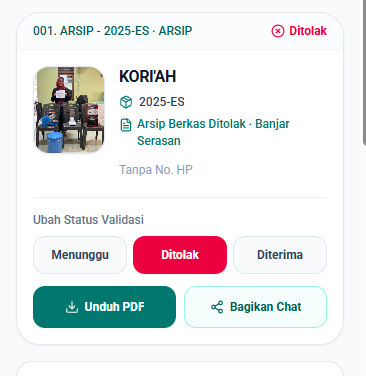 001. ARSIP - 2025-ES · ARSIP
Ditolak
KORI'AH
2025-ES
Arsip Berkas Ditolak · Banjar
Serasan
Tanpa No. HP
Ubah Status Validasi
Menunggu
Ditolak
Diterima
Unduh PDF
Bagikan Chat